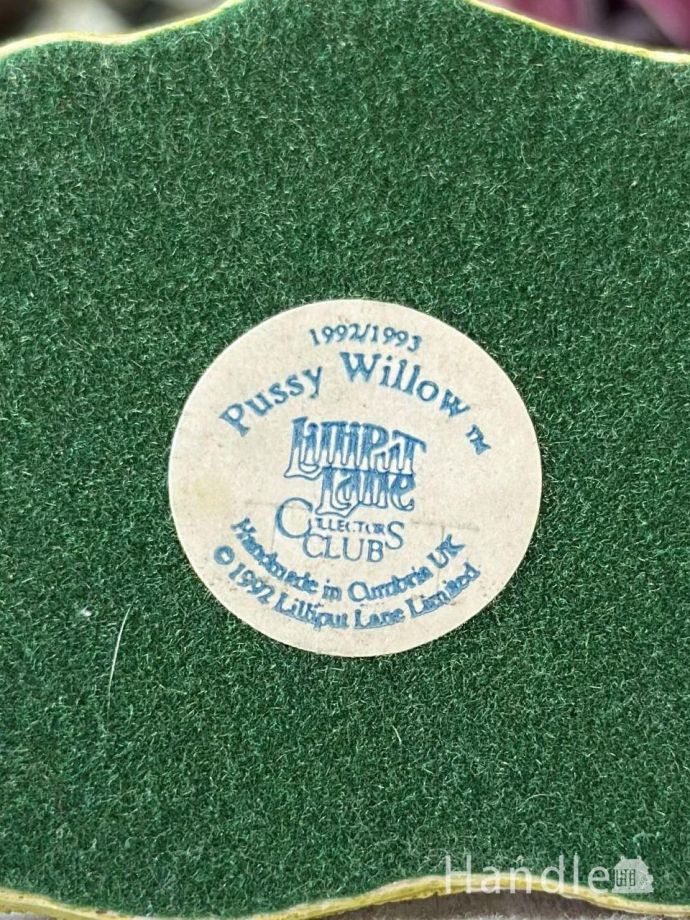 1992/1993
Pussy Willow ™
Lilliput
Lane
Collectors
Club
Handmade in Cumbria UK
© 1992 Lilliput Lane Limited
Handle